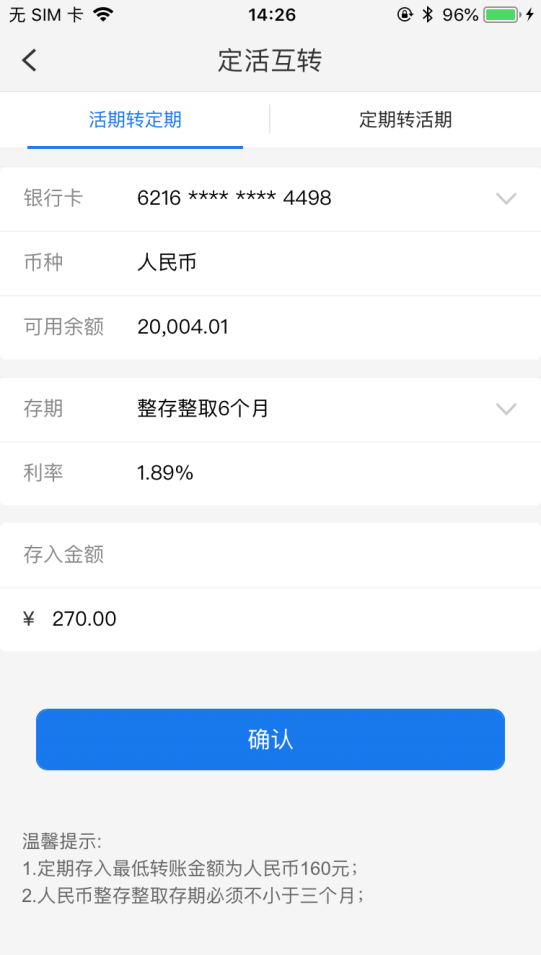 无 SIM 卡 14:26 96%
定活互转
活期转定期 定期转活期
银行卡 6216 **** **** 4498
币种 人民币
可用余额 20,004.01
存期 整存整取6个月
利率 1.89%
存入金额
¥ 270.00
确认
温馨提示:
1.定期存入最低转账金额为人民币160元;
2.人民币整存整取存期必须不小于三个月;